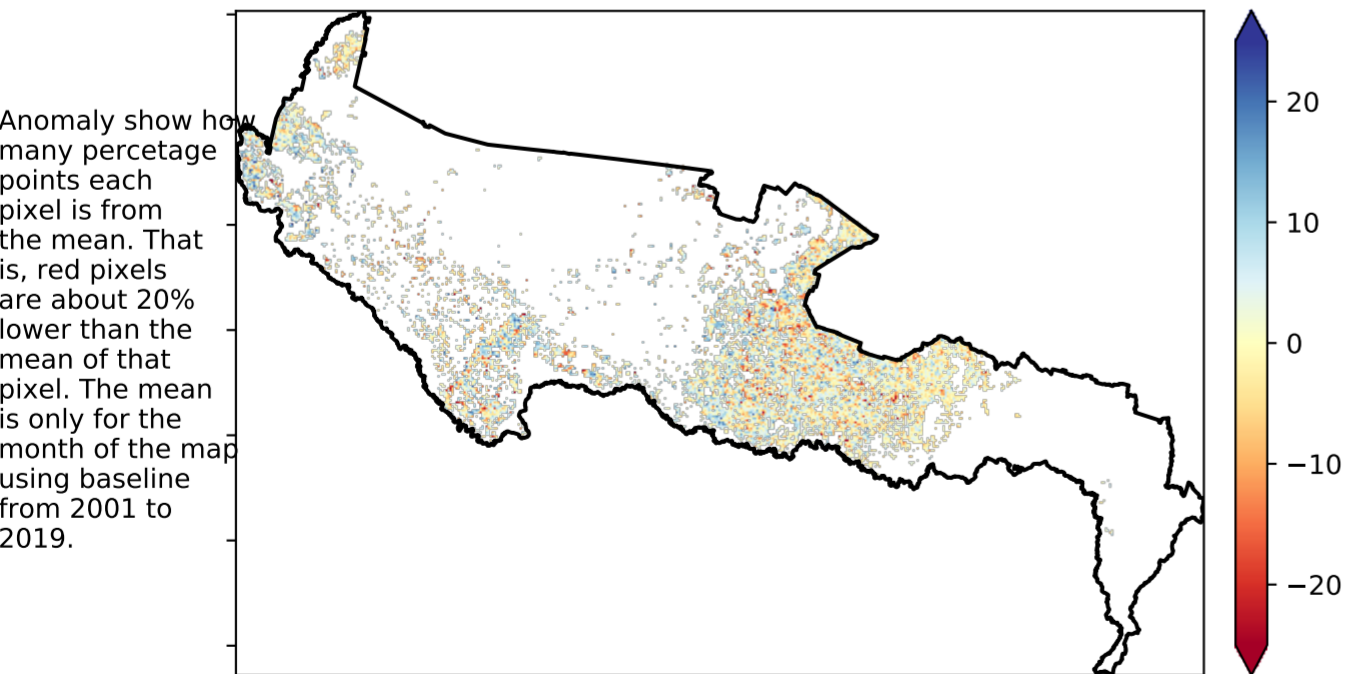 Anomaly show how
many percetage
points each
pixel is from
the mean. That
is, red pixels
are about 20%
lower than the
mean of that
pixel. The mean
is only for the
month of the map
using baseline
from 2001 to
2019.
20
10
0
−10
−20